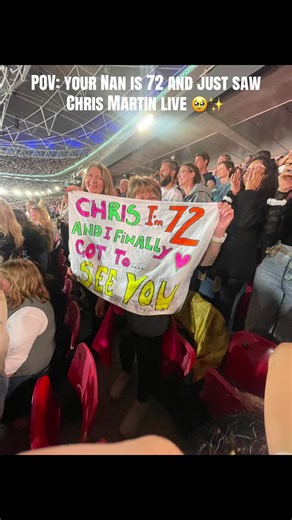 POV: your Nan is 72 and just saw
Chris Martin live 🥹✨
CHRIS, I'm 72
AND I FINALLY
GOT TO....
SEE YOU